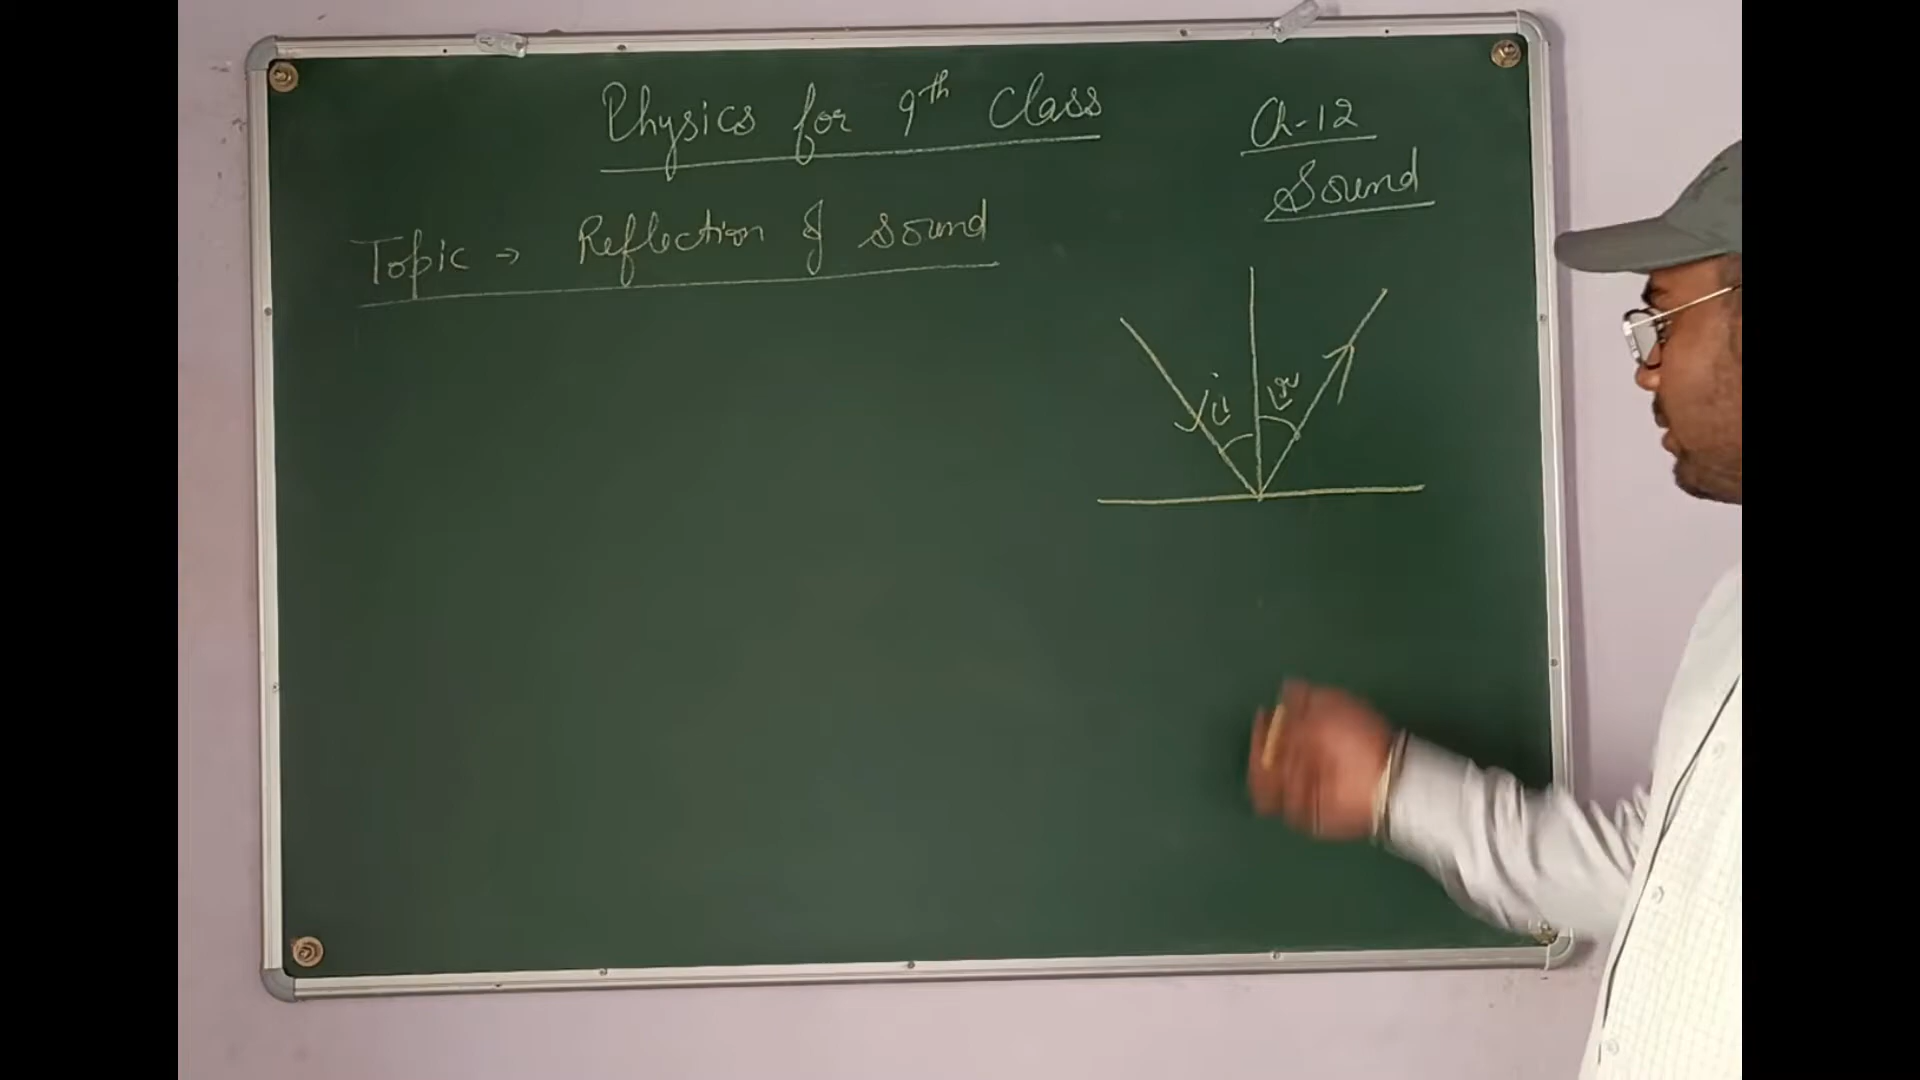 Physics for 9th Class
Ch-12
Sound
Topic → Reflection of sound
∠i
∠r